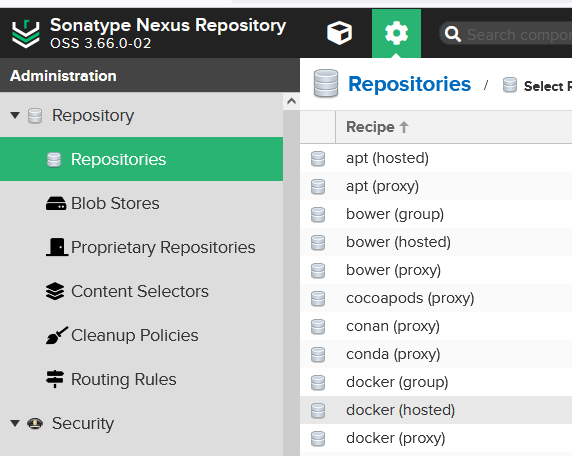 Sonatype Nexus Repository
OSS 3.66.0-02
Search compo
Administration
Repository
Repositories
Blob Stores
Proprietary Repositories
Content Selectors
Cleanup Policies
Routing Rules
Security
Repositories / Select R
Recipe
apt (hosted)
apt (proxy)
bower (group)
bower (hosted)
bower (proxy)
cocoapods (proxy)
conan (proxy)
conda (proxy)
docker (group)
docker (hosted)
docker (proxy)